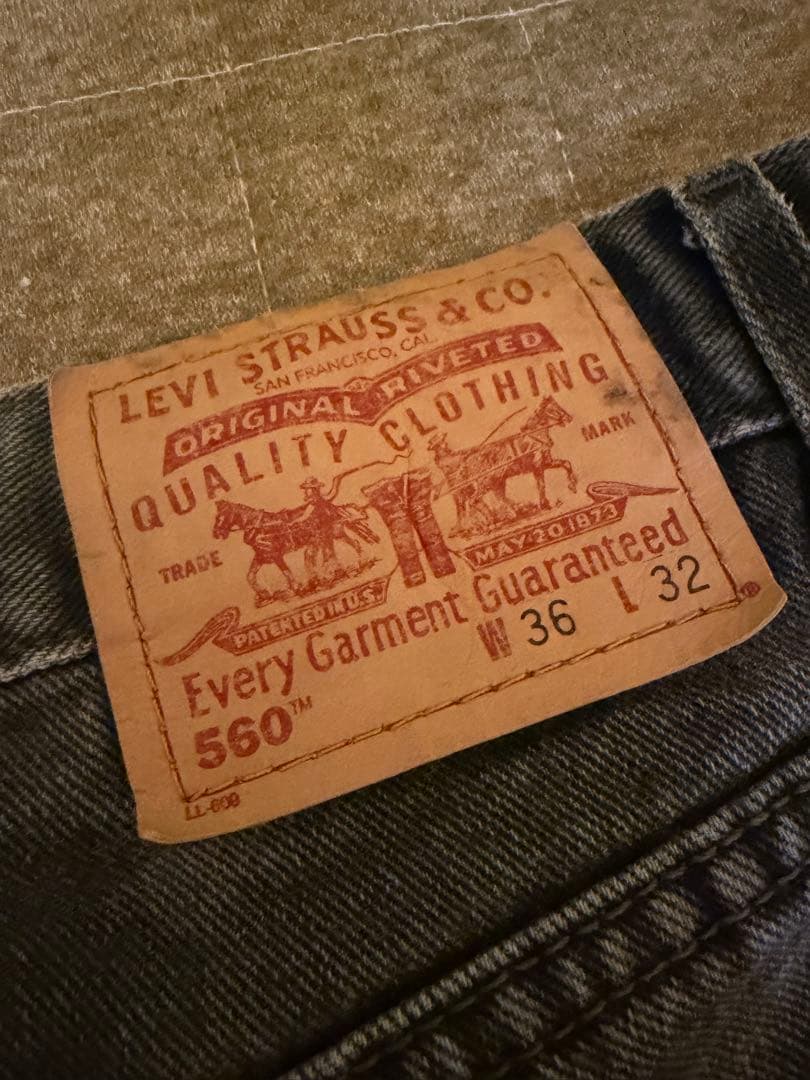 LEVI STRAUSS & CO.
SAN FRANCISCO, CAL.
ORIGINAL RIVETED
QUALITY CLOTHING
TRADE MARK
PATENTED IN U.S. MAY 20 1873
Every Garment Guaranteed
W 36 L 32
560™
®